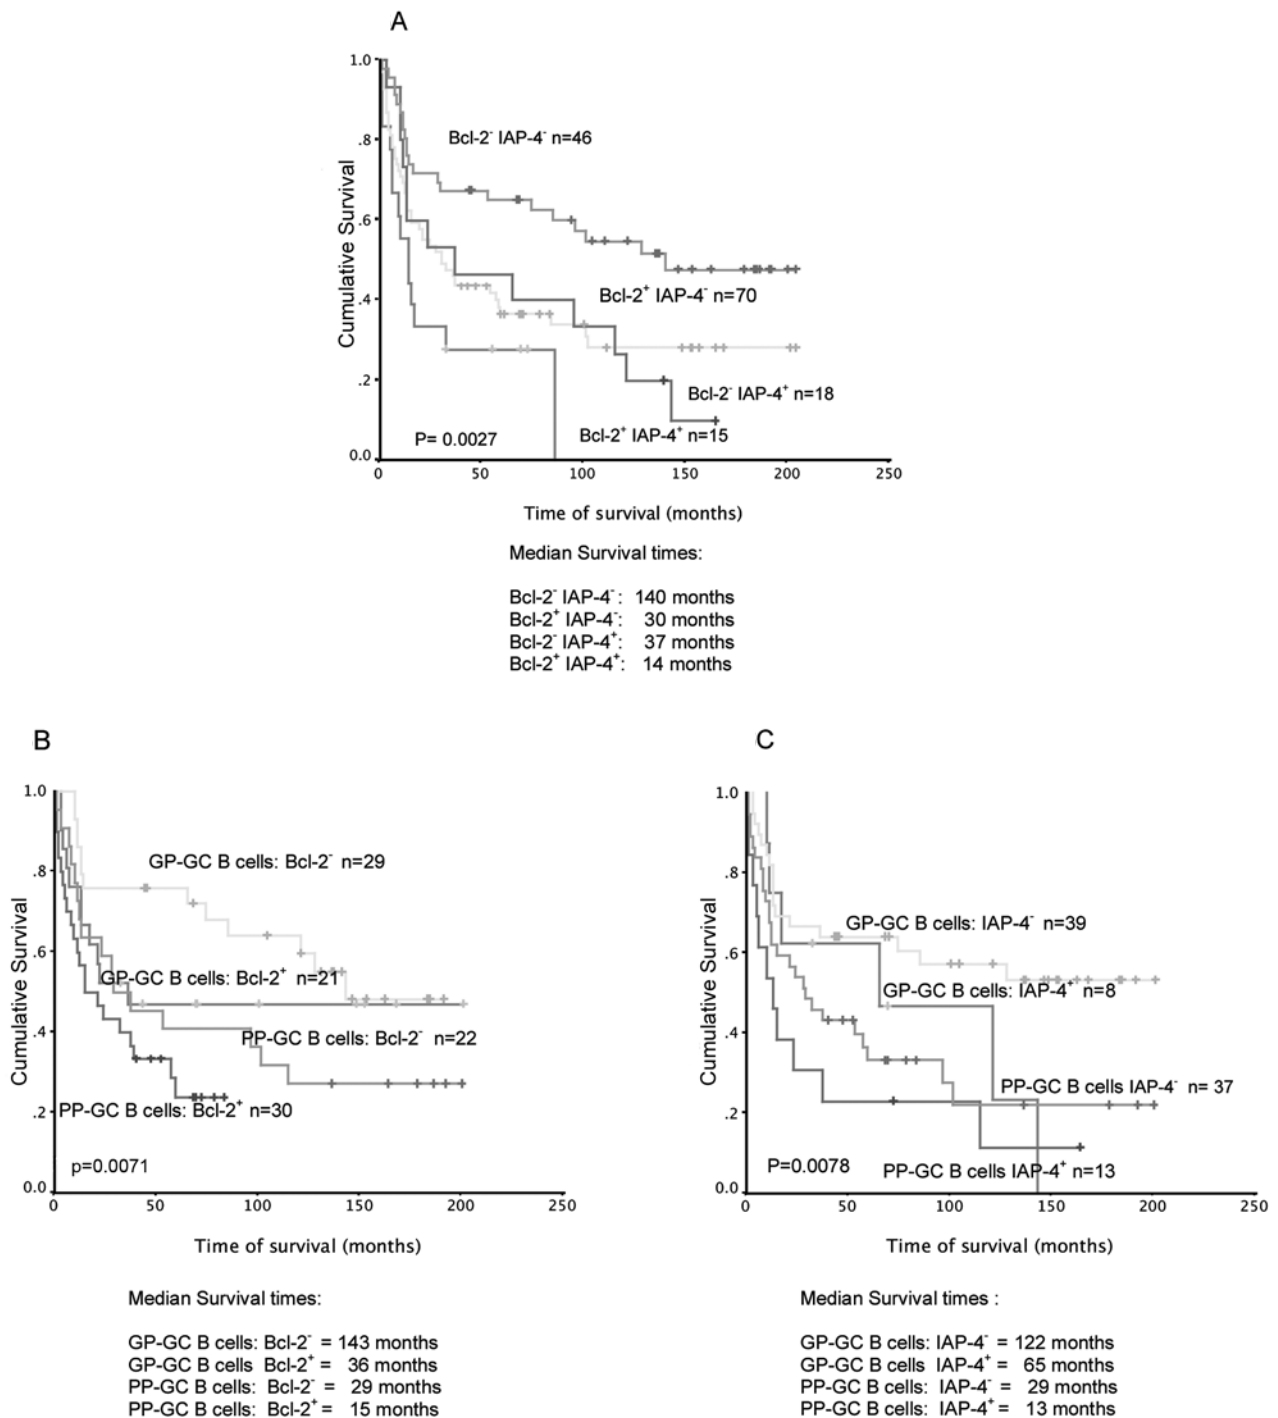 A
1.0
.8
.6
.4
.2
0.0
Cumulative Survival
Bcl-2⁻ IAP-4⁻ n=46
Bcl-2⁺ IAP-4⁻ n=70
Bcl-2⁻ IAP-4⁺ n=18
Bcl-2⁺ IAP-4⁺ n=15
P= 0.0027
0 50 100 150 200 250
Time of survival (months)
Median Survival times:
Bcl-2⁻ IAP-4⁻: 140 months
Bcl-2⁺ IAP-4⁻: 30 months
Bcl-2⁻ IAP-4⁺: 37 months
Bcl-2⁺ IAP-4⁺: 14 months
B
1.0
.8
.6
.4
.2
0.0
Cumulative Survival
GP-GC B cells: Bcl-2⁻ n=29
GP-GC B cells: Bcl-2⁺ n=21
PP-GC B cells: Bcl-2⁻ n=22
PP-GC B cells: Bcl-2⁺ n=30
p=0.0071
0 50 100 150 200 250
Time of survival (months)
Median Survival times:
GP-GC B cells: Bcl-2⁻ = 143 months
GP-GC B cells Bcl-2⁺ = 36 months
PP-GC B cells: Bcl-2⁻ = 29 months
PP-GC B cells: Bcl-2⁺ = 15 months
C
1.0
.8
.6
.4
.2
0.0
Cumulative Survival
GP-GC B cells: IAP-4⁻ n=39
GP-GC B cells: IAP-4⁺ n=8
PP-GC B cells IAP-4⁻ n= 37
PP-GC B cells IAP-4⁺ n=13
P=0.0078
0 50 100 150 200 250
Time of survival (months)
Median Survival times :
GP-GC B cells: IAP-4⁻ = 122 months
GP-GC B cells IAP-4⁺ = 65 months
PP-GC B cells: IAP-4⁻ = 29 months
PP-GC B cells: IAP-4⁺ = 13 months